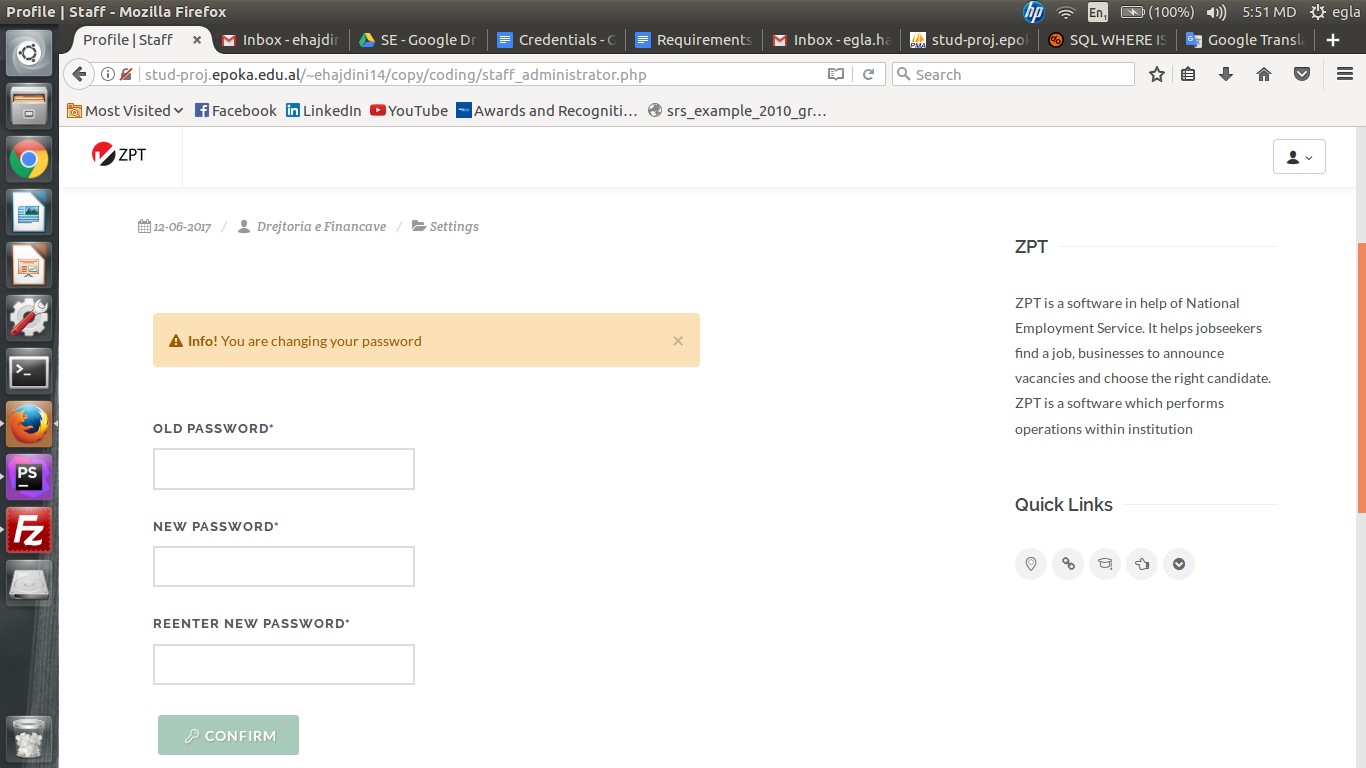 Profile | Staff - Mozilla Firefox
En1 (100%) 5:51 MD egla
Profile | Staff × Inbox - ehajdir SE - Google Dr Credentials - G Requirements Inbox - egla.ha stud-proj.epok SQL WHERE IS Google Transla
stud-proj.epoka.edu.al/~ehajdini14/copy/coding/staff_administrator.php Search
Most Visited Facebook LinkedIn YouTube Awards and Recogniti... srs_example_2010_gr...
ZPT
12-06-2017 / Drejtoria e Financave / Settings
Info! You are changing your password ×
OLD PASSWORD*
NEW PASSWORD*
REENTER NEW PASSWORD*
CONFIRM
ZPT
ZPT is a software in help of National
Employment Service. It helps jobseekers
find a job, businesses to announce
vacancies and choose the right candidate.
ZPT is a software which performs
operations within institution
Quick Links
PS
Fz